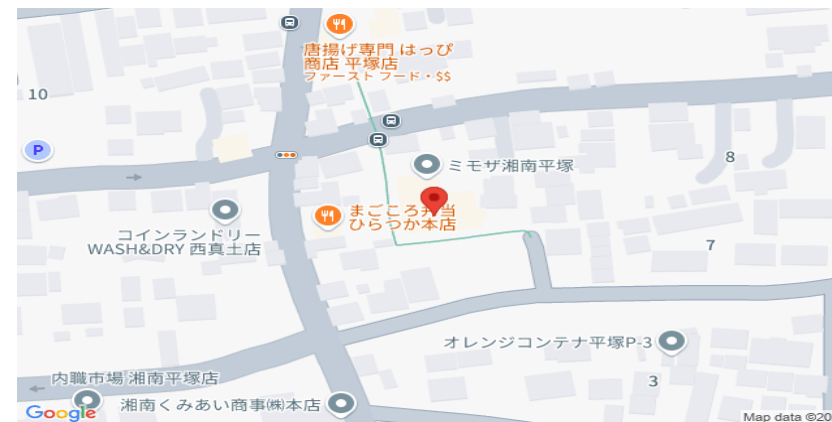 唐揚げ専門 はっぴ
商店 平塚店
ファースト フード・$$
10
P
8
ミモザ湘南平塚
まごころ弁当
ひらつか本店
コインランドリー
WASH&DRY 西真土店
7
オレンジコンテナ平塚P-3
3
内職市場 湘南平塚店
湘南くみあい商事㈱本店
Google
Map data ©20